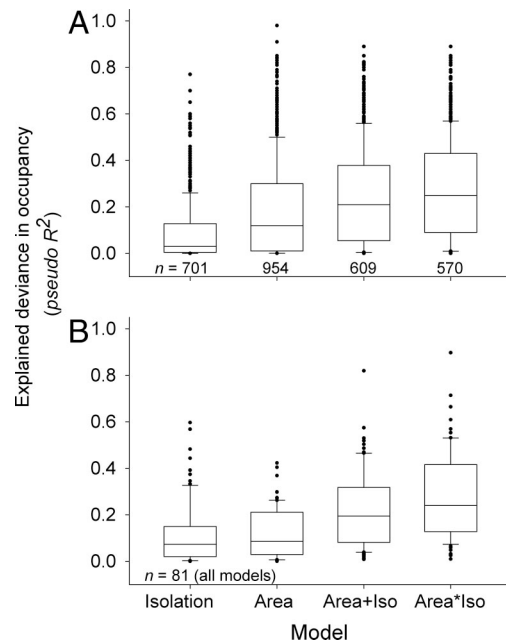 A
1.0
0.8
0.6
0.4
0.2
0.0
n = 701 954 609 570
Explained deviance in occupancy
(pseudo R²)
B
1.0
0.8
0.6
0.4
0.2
0.0
n = 81 (all models)
Isolation Area Area+Iso Area*Iso
Model